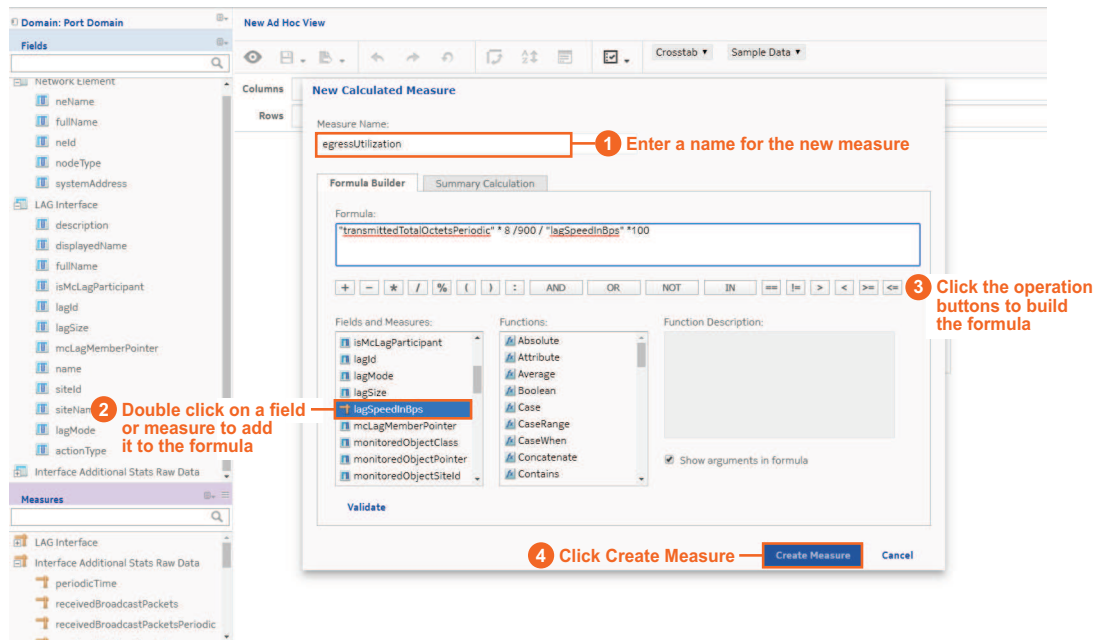 Domain: Port Domain
Fields
Network Element
neName
fullName
neId
nodeType
systemAddress
LAG Interface
description
displayedName
fullName
isMcLagParticipant
lagId
lagSize
mcLagMemberPointer
name
siteId
siteNam
lagMode
actionType
Interface Additional Stats Raw Data
Measures
LAG Interface
Interface Additional Stats Raw Data
periodicTime
receivedBroadcastPackets
receivedBroadcastPacketsPeriodic
New Ad Hoc View
Crosstab ▼ Sample Data ▼
Columns
Rows
New Calculated Measure
Measure Name:
egressUtilization
1 Enter a name for the new measure
Formula Builder Summary Calculation
Formula:
"transmittedTotalOctetsPeriodic" * 8 /900 / "lagSpeedInBps" *100
+ − * / % ( ) : AND OR NOT IN == != > < >= <=
3 Click the operation
buttons to build
the formula
Fields and Measures:
isMcLagParticipant
lagId
lagMode
lagSize
lagSpeedInBps
mcLagMemberPointer
monitoredObjectClass
monitoredObjectPointer
monitoredObjectSiteId
2 Double click on a field
or measure to add
it to the formula
Functions:
Absolute
Attribute
Average
Boolean
Case
CaseRange
CaseWhen
Concatenate
Contains
Function Description:
Show arguments in formula
Validate
4 Click Create Measure
Create Measure Cancel